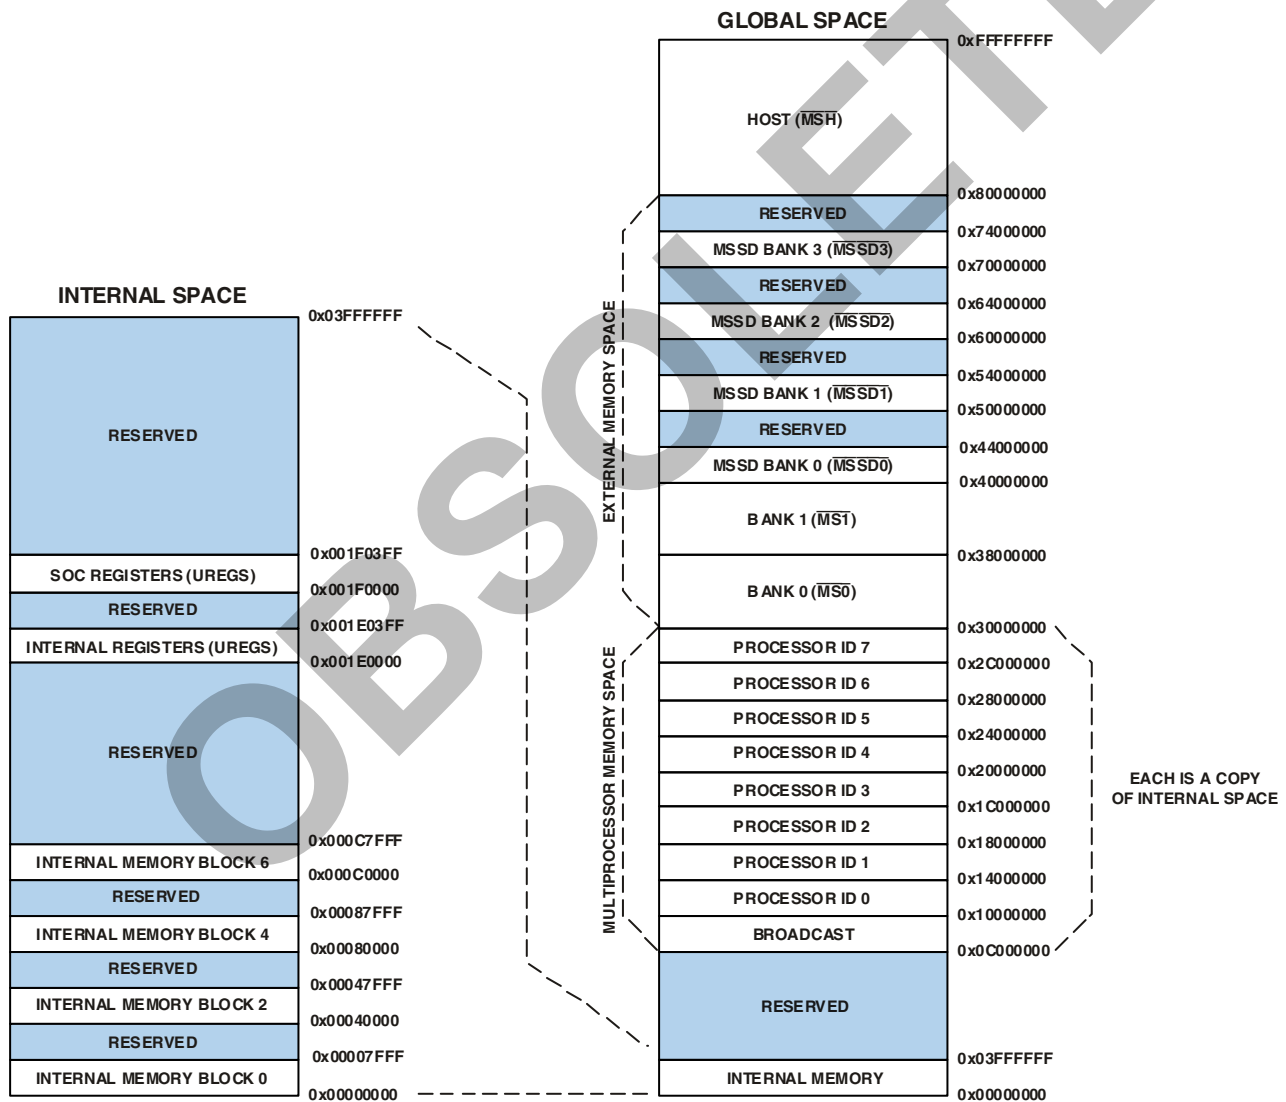 GLOBAL SPACE
0xFFFFFFFF
HOST (MSH)
0x80000000
RESERVED
0x74000000
MSSD BANK 3 (MSSD3)
0x70000000
RESERVED
0x64000000
MSSD BANK 2 (MSSD2)
0x60000000
RESERVED
0x54000000
MSSD BANK 1 (MSSD1)
0x50000000
RESERVED
0x44000000
MSSD BANK 0 (MSSD0)
0x40000000
BANK 1 (MS1)
0x38000000
BANK 0 (MS0)
0x30000000
PROCESSOR ID 7
0x2C000000
PROCESSOR ID 6
0x28000000
PROCESSOR ID 5
0x24000000
PROCESSOR ID 4
0x20000000
PROCESSOR ID 3
0x1C000000
PROCESSOR ID 2
0x18000000
PROCESSOR ID 1
0x14000000
PROCESSOR ID 0
0x10000000
BROADCAST
0x0C000000
RESERVED
0x03FFFFFF
INTERNAL MEMORY
0x00000000
EXTERNAL MEMORY SPACE
MULTIPROCESSOR MEMORY SPACE
EACH IS A COPY
OF INTERNAL SPACE
INTERNAL SPACE
0x03FFFFFF
RESERVED
0x001F03FF
SOC REGISTERS (UREGS)
0x001F0000
RESERVED
0x001E03FF
INTERNAL REGISTERS (UREGS)
0x001E0000
RESERVED
0x000C7FFF
INTERNAL MEMORY BLOCK 6
0x000C0000
RESERVED
0x00087FFF
INTERNAL MEMORY BLOCK 4
0x00080000
RESERVED
0x00047FFF
INTERNAL MEMORY BLOCK 2
0x00040000
RESERVED
0x00007FFF
INTERNAL MEMORY BLOCK 0
0x00000000
OBSOLETE